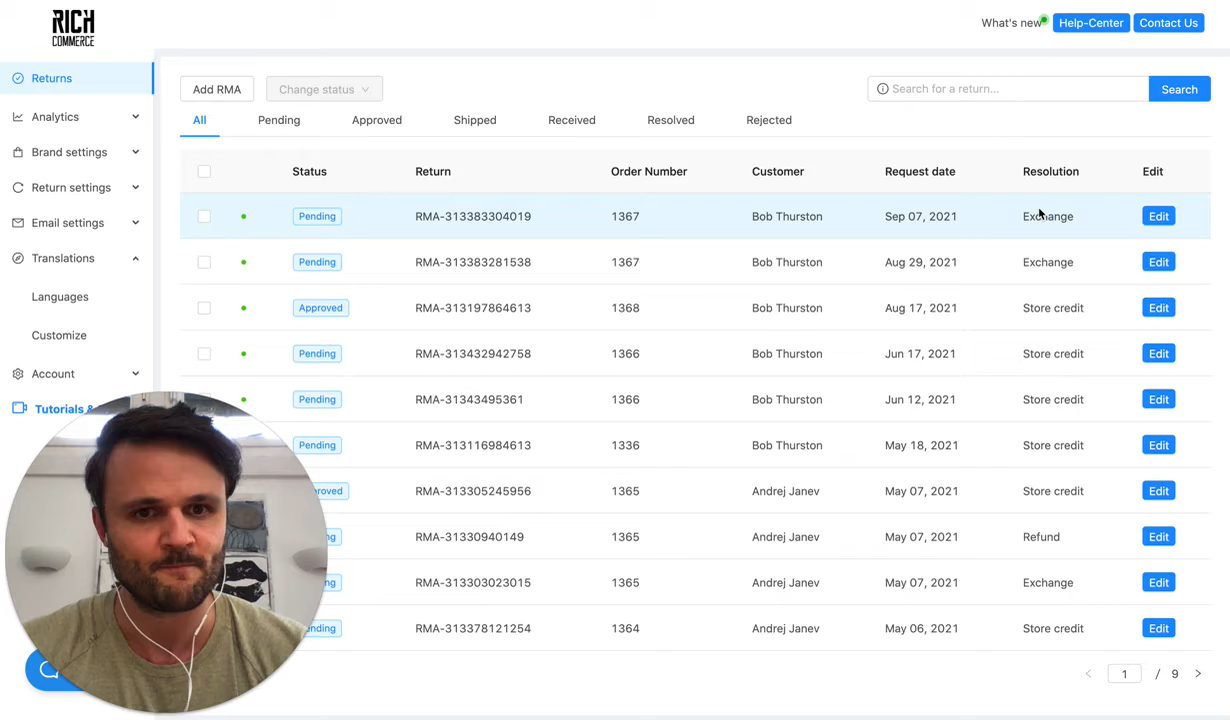 RICH
COMMERCE
What's new
Help-Center
Contact Us
Returns
Analytics
Brand settings
Return settings
Email settings
Translations
Languages
Customize
Account
Tutorials &
Add RMA
Change status
Search for a return...
Search
All
Pending
Approved
Shipped
Received
Resolved
Rejected
Status Return Order Number Customer Request date Resolution Edit
Pending RMA-313383304019 1367 Bob Thurston Sep 07, 2021 Exchange Edit
Pending RMA-313383281538 1367 Bob Thurston Aug 29, 2021 Exchange Edit
Approved RMA-313197864613 1368 Bob Thurston Aug 17, 2021 Store credit Edit
Pending RMA-313432942758 1366 Bob Thurston Jun 17, 2021 Store credit Edit
Pending RMA-31343495361 1366 Bob Thurston Jun 12, 2021 Store credit Edit
Pending RMA-313116984613 1336 Bob Thurston May 18, 2021 Store credit Edit
roved RMA-313305245956 1365 Andrej Janev May 07, 2021 Store credit Edit
ng RMA-31330940149 1365 Andrej Janev May 07, 2021 Refund Edit
ng RMA-313303023015 1365 Andrej Janev May 07, 2021 Exchange Edit
ending RMA-313378121254 1364 Andrej Janev May 06, 2021 Store credit Edit
1 / 9